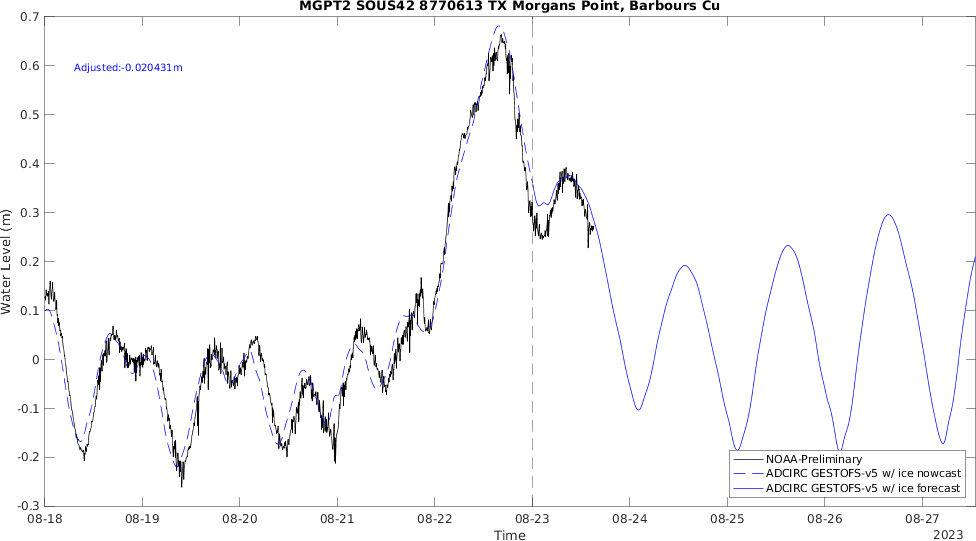 MGPT2 SOUS42 8770613 TX Morgans Point, Barbours Cu
Adjusted:-0.020431m
Water Level (m)
0.7
0.6
0.5
0.4
0.3
0.2
0.1
0
-0.1
-0.2
-0.3
NOAA-Preliminary
ADCIRC GESTOFS-v5 w/ ice nowcast
ADCIRC GESTOFS-v5 w/ ice forecast
08-18 08-19 08-20 08-21 08-22 08-23 08-24 08-25 08-26 08-27
Time
2023